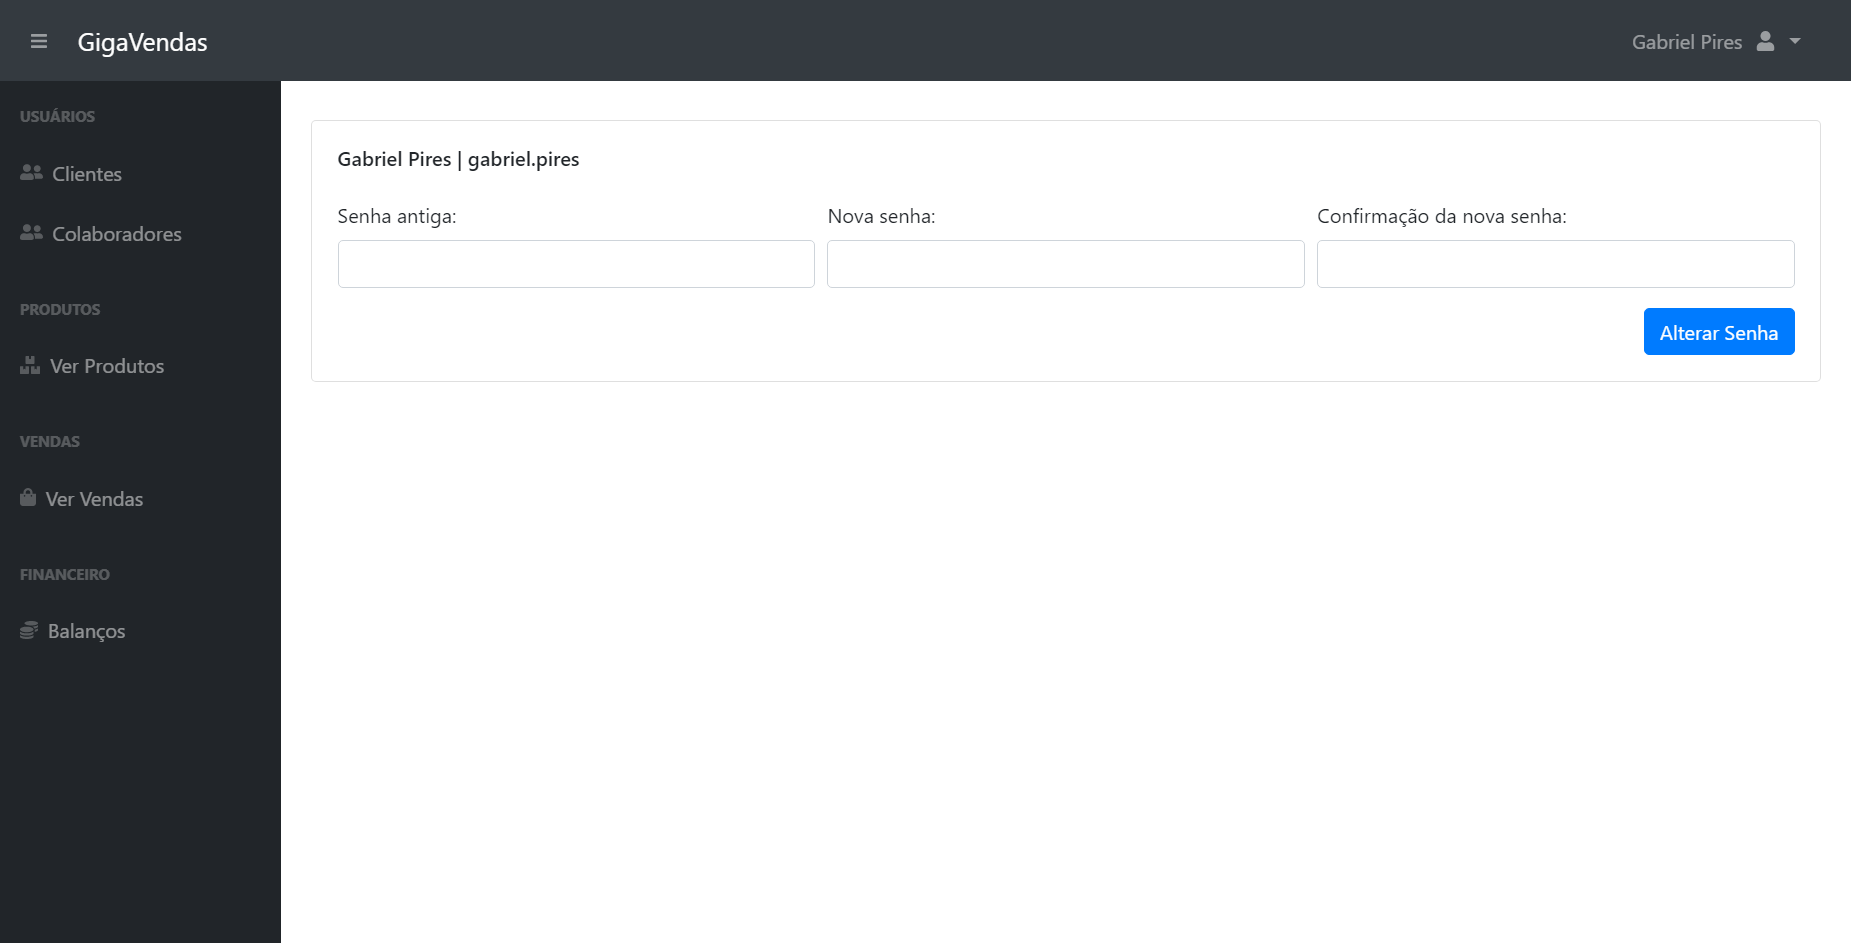 GigaVendas
Gabriel Pires
USUÁRIOS
Clientes
Colaboradores
PRODUTOS
Ver Produtos
VENDAS
Ver Vendas
FINANCEIRO
Balanços
Gabriel Pires | gabriel.pires
Senha antiga:
Nova senha:
Confirmação da nova senha:
Alterar Senha